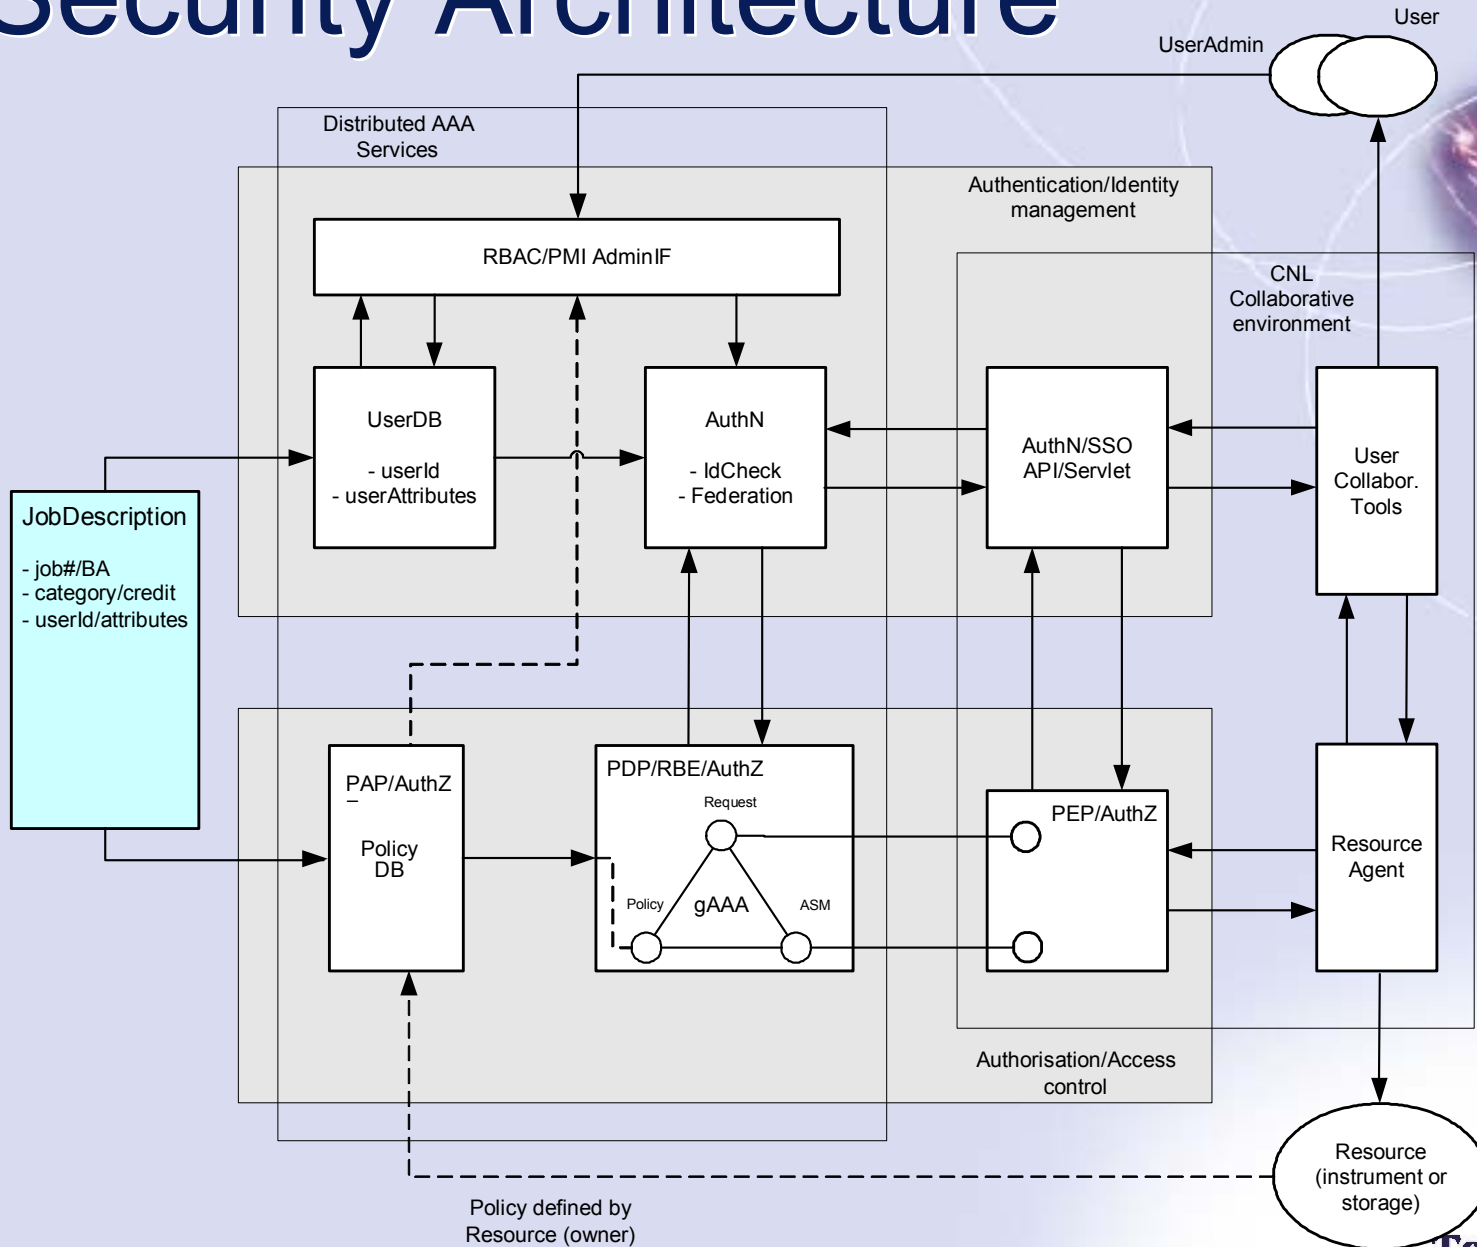 Security Architecture
User
UserAdmin
Distributed AAA
Services
Authentication/Identity
management
RBAC/PMI AdminIF
CNL
Collaborative
environment
UserDB
- userId
- userAttributes
AuthN
- IdCheck
- Federation
AuthN/SSO
API/Servlet
User
Collabor.
Tools
JobDescription
- job#/BA
- category/credit
- userId/attributes
PAP/AuthZ
Policy
DB
PDP/RBE/AuthZ
Request
Policy
gAAA
ASM
PEP/AuthZ
Resource
Agent
Authorisation/Access
control
Resource
(instrument or
storage)
Policy defined by
Resource (owner)